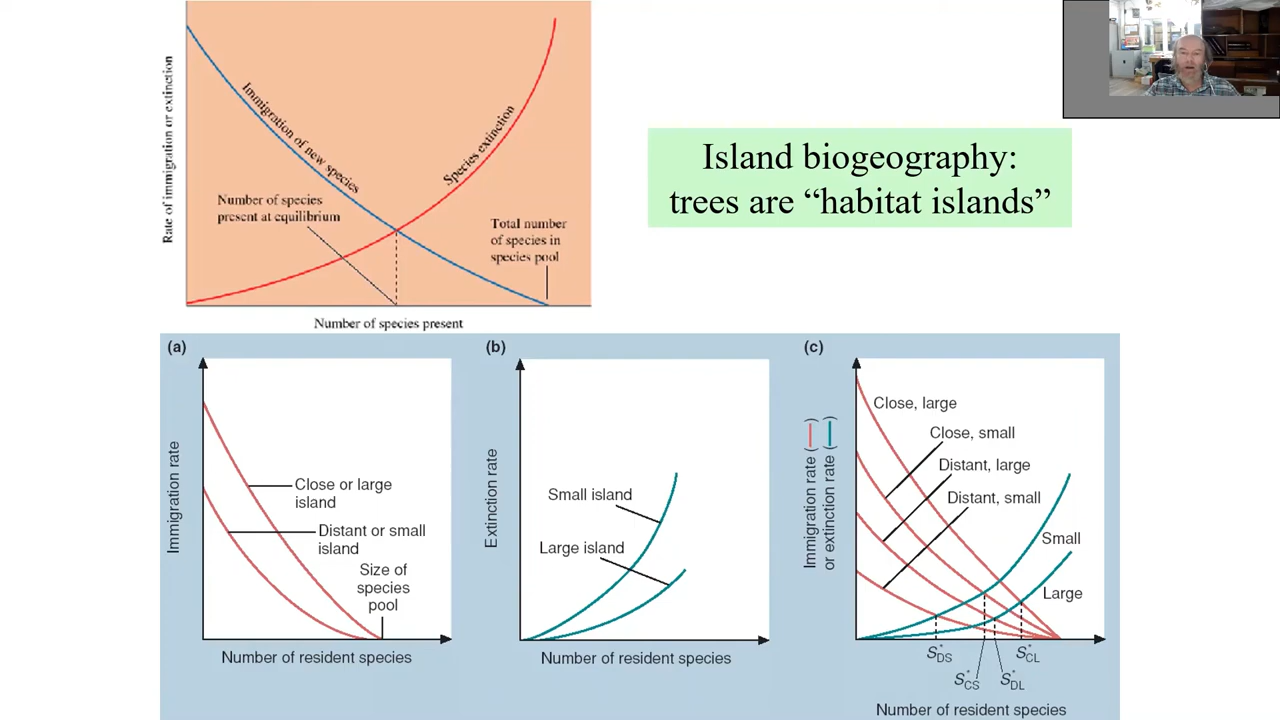 Rate of immigration or extinction
Immigration of new species
Species extinction
Number of species
present at equilibrium
Total number
of species in
species pool
Number of species present
Island biogeography:
trees are “habitat islands”
(a)
Immigration rate
Close or large
island
Distant or small
island
Size of
species
pool
Number of resident species
(b)
Extinction rate
Small island
Large island
Number of resident species
(c)
Immigration rate (—)
or extinction rate (—)
Close, large
Close, small
Distant, large
Distant, small
Small
Large
S*DS
S*CL
S*CS
S*DL
Number of resident species